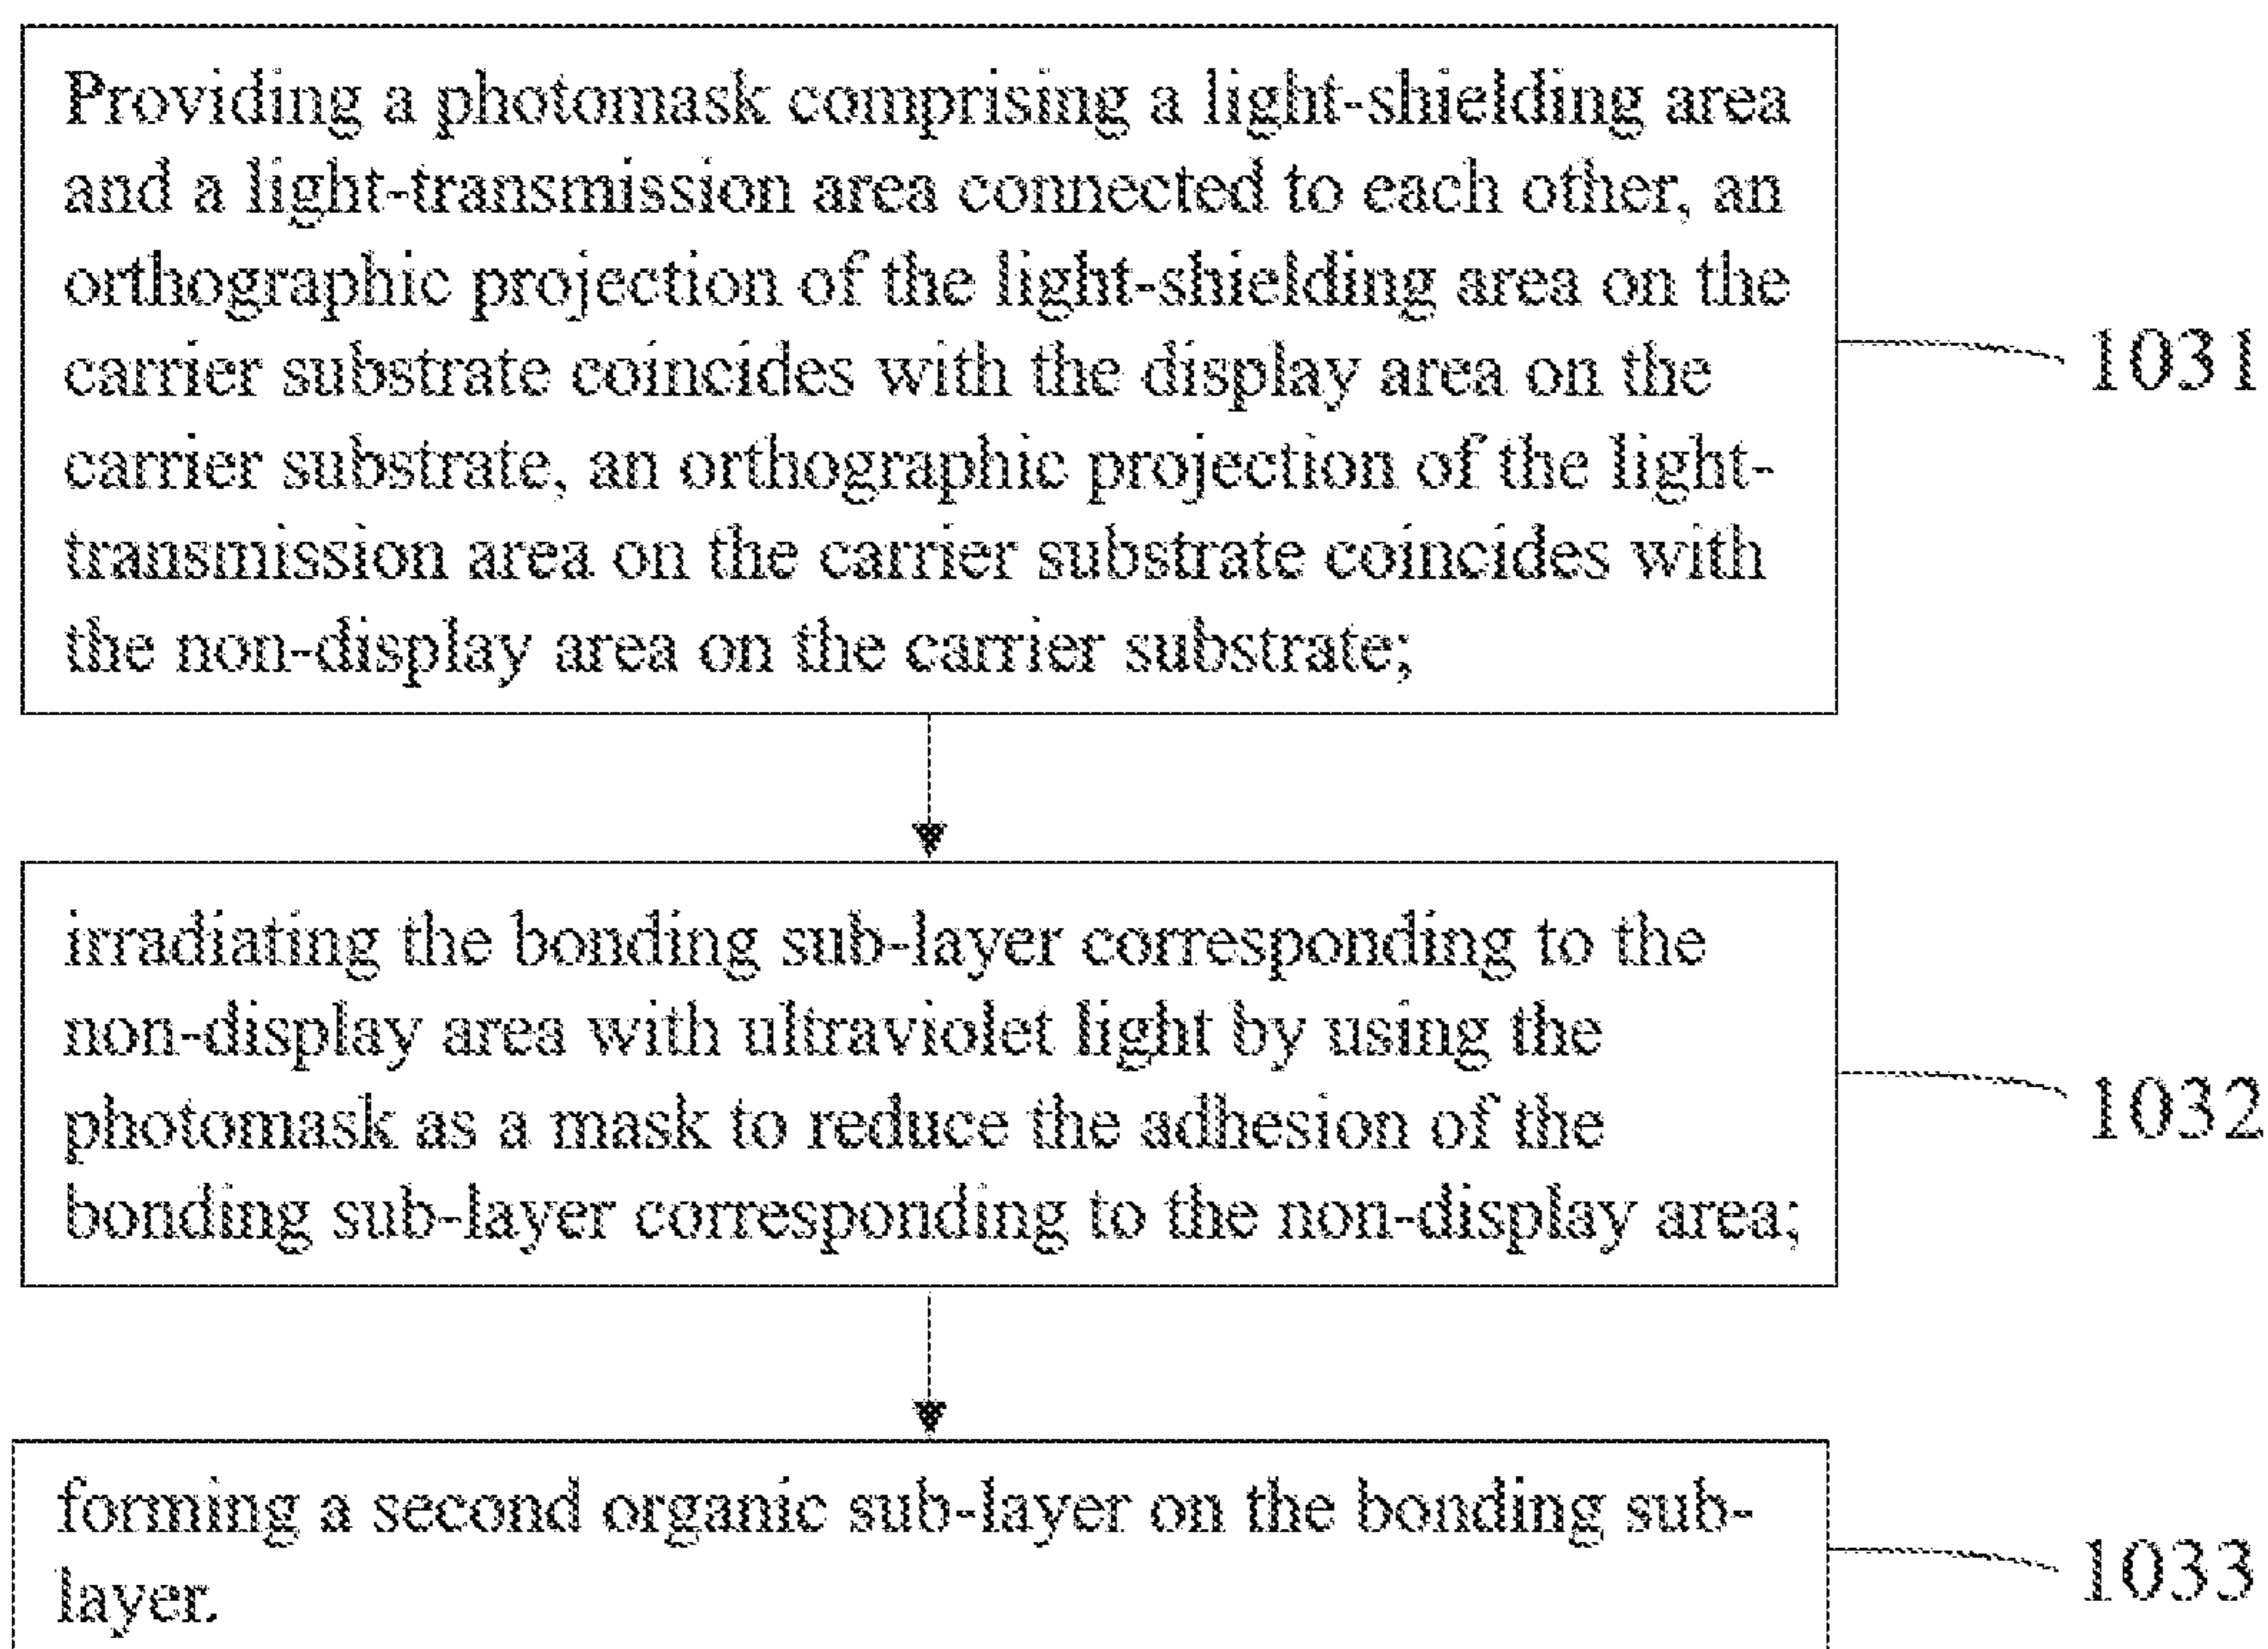 Providing a photomask comprising a light-shielding area
and a light-transmission area connected to each other, an
orthographic projection of the light-shielding area on the
carrier substrate coincides with the display area on the
carrier substrate, an orthographic projection of the light-
transmission area on the carrier substrate coincides with
the non-display area on the carrier substrate;
1031
irradiating the bonding sub-layer corresponding to the
non-display area with ultraviolet light by using the
photomask as a mask to reduce the adhesion of the
bonding sub-layer corresponding to the non-display area;
1032
forming a second organic sub-layer on the bonding sub-
layer.
1033